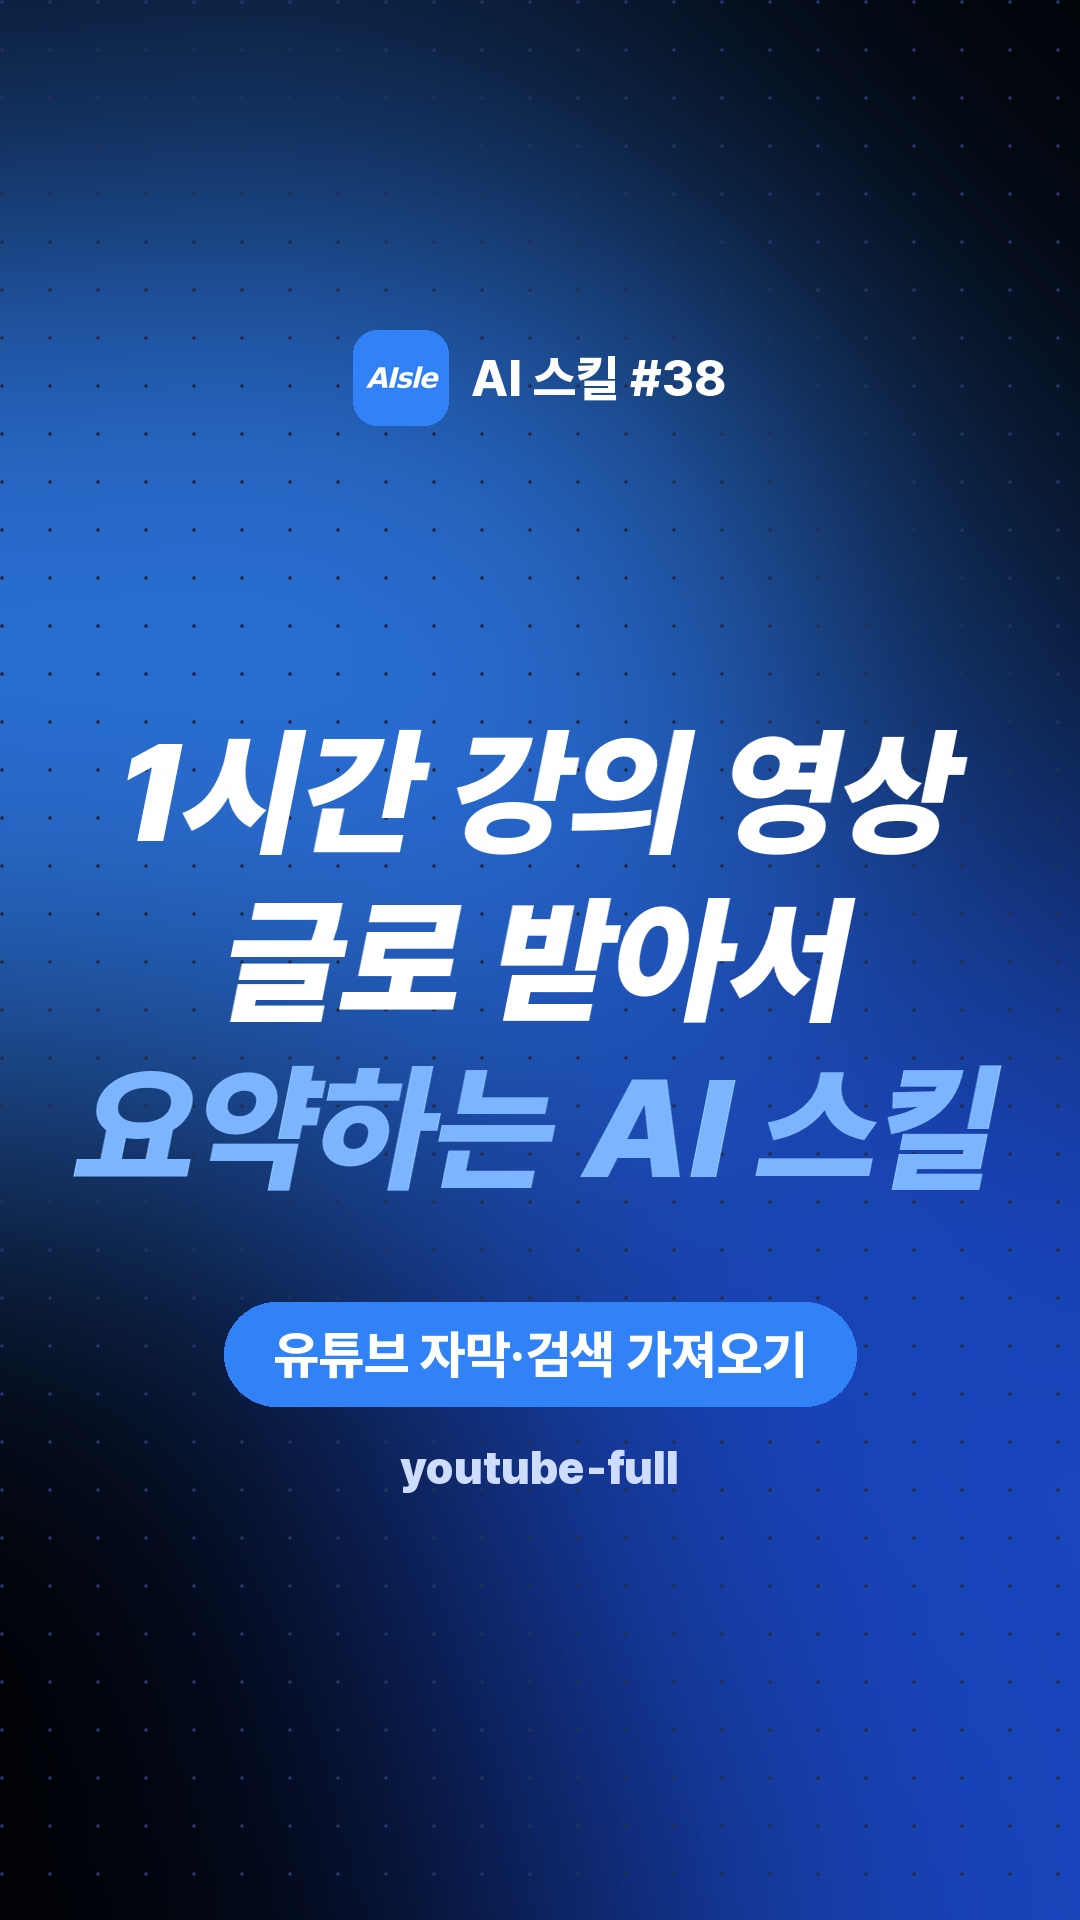 AIsle
AI 스킬 #38
1시간 강의 영상
글로 받아서
요약하는 AI 스킬
유튜브 자막·검색 가져오기
youtube-full